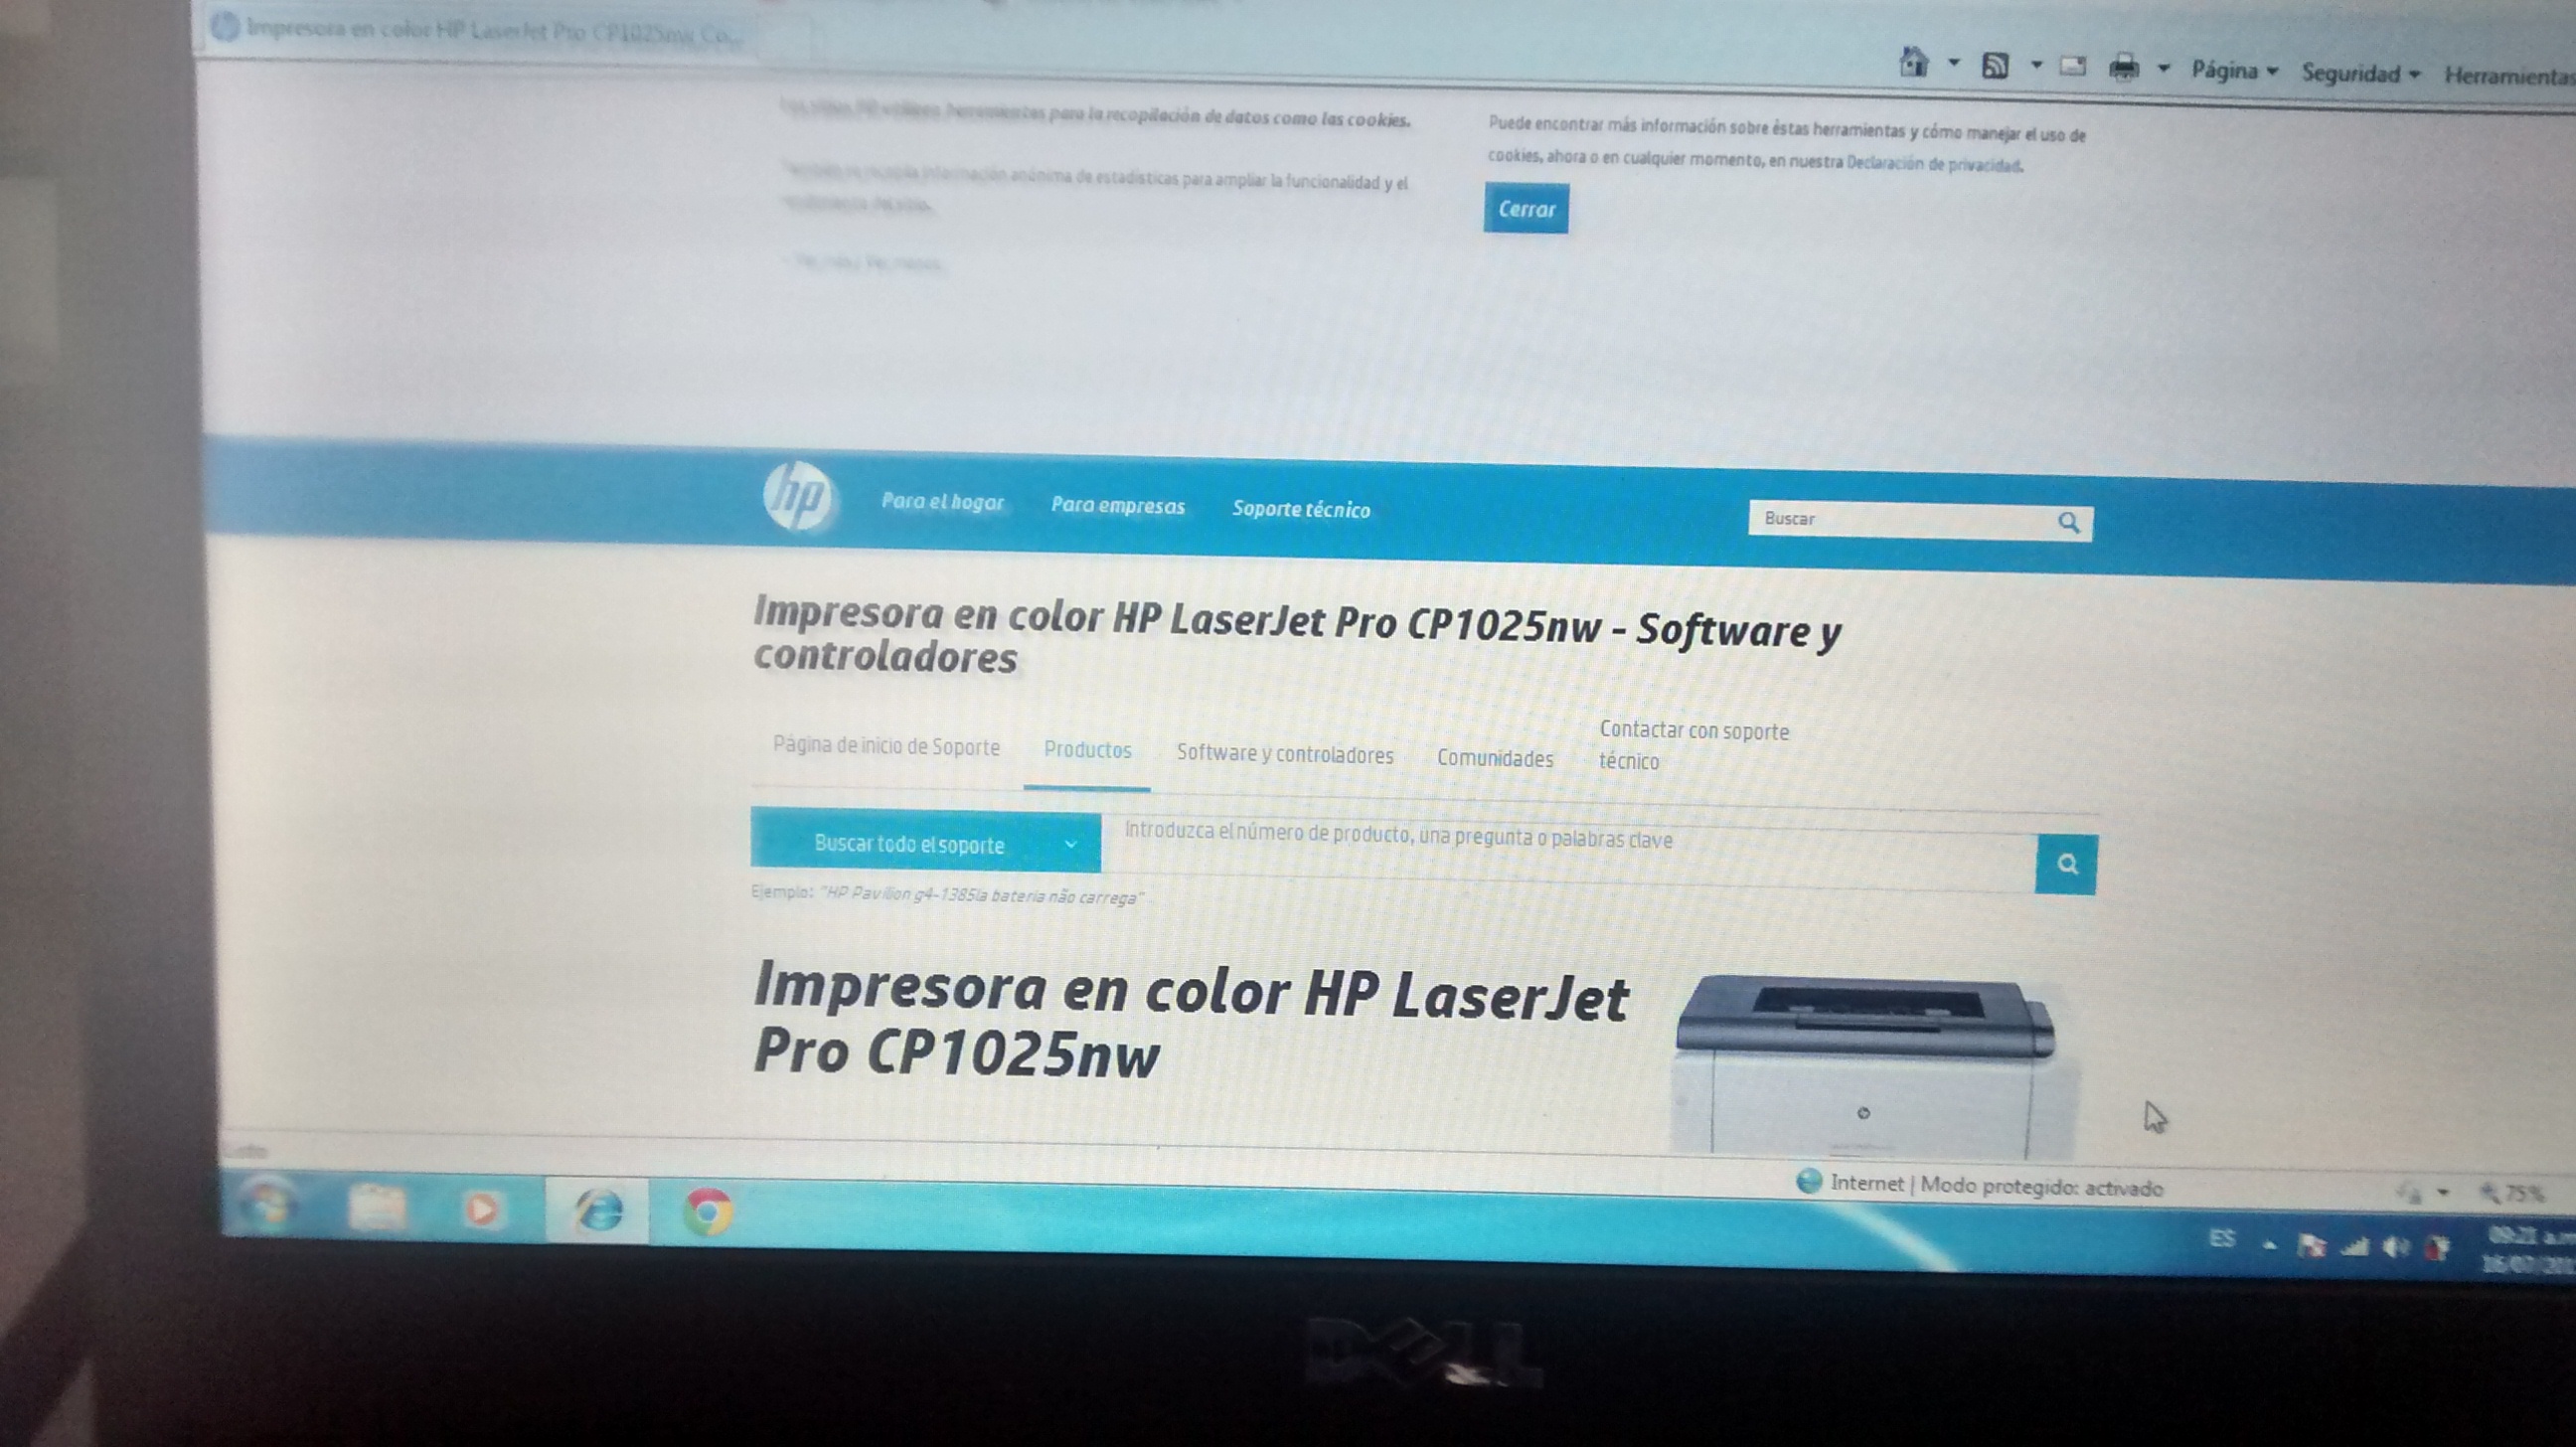 Impresora en color HP LaserJet Pro CP1025nw Co...
Página
Seguridad
Herramientas
herramientas para la recopilación de datos como las cookies.
información anónima de estadísticas para ampliar la funcionalidad y el
Puede encontrar más información sobre éstas herramientas y cómo manejar el uso de
cookies, ahora o en cualquier momento, en nuestra Declaración de privacidad.
Cerrar
hp
Para el hogar
Para empresas
Soporte técnico
Buscar
Impresora en color HP LaserJet Pro CP1025nw - Software y
controladores
Página de inicio de Soporte
Productos
Software y controladores
Comunidades
Contactar con soporte
técnico
Buscar todo el soporte
Introduzca el número de producto, una pregunta o palabras clave
Ejemplo: "HP Pavilion g4-1385la bateria não carrega"
Impresora en color HP LaserJet
Pro CP1025nw
Internet | Modo protegido: activado
75%
ES
09:21 a.m
DELL